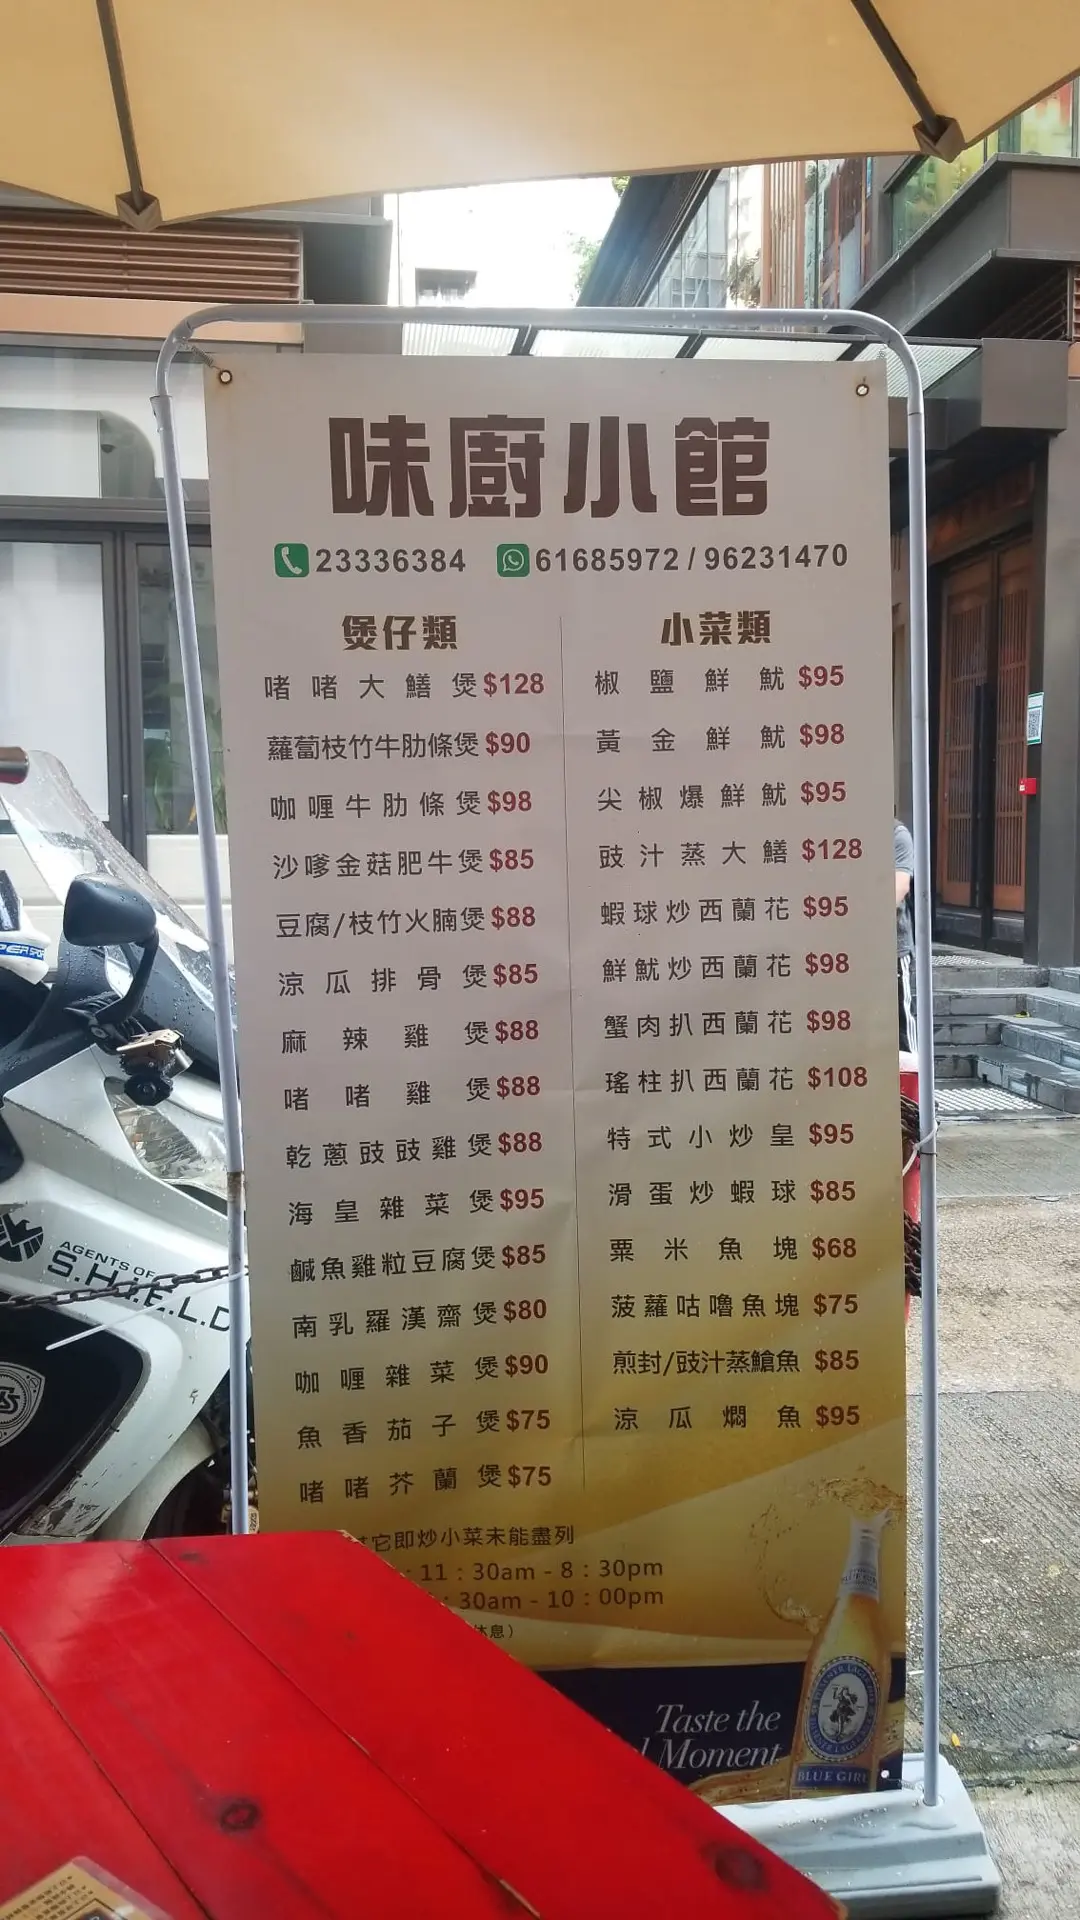 味廚小館
23336384 61685972 / 96231470
煲仔類
啫啫大鱔煲 $128
蘿蔔枝竹牛肋條煲 $90
咖喱牛肋條煲 $98
沙嗲金菇肥牛煲 $85
豆腐/枝竹火腩煲 $88
涼瓜排骨煲 $85
麻辣雞煲 $88
啫啫雞煲 $88
乾蔥豉豉雞煲 $88
海皇雜菜煲 $95
鹹魚雞粒豆腐煲 $85
南乳羅漢齋煲 $80
咖喱雜菜煲 $90
魚香茄子煲 $75
啫啫芥蘭煲 $75
小菜類
椒鹽鮮魷 $95
黃金鮮魷 $98
尖椒爆鮮魷 $95
豉汁蒸大鱔 $128
蝦球炒西蘭花 $95
鮮魷炒西蘭花 $98
蟹肉扒西蘭花 $98
瑤柱扒西蘭花 $108
特式小炒皇 $95
滑蛋炒蝦球 $85
粟米魚塊 $68
菠蘿咕嚕魚塊 $75
煎封/豉汁蒸鯧魚 $85
涼瓜燜魚 $95
它即炒小菜未能盡列
: 11 : 30am - 8 : 30pm
: 30am - 10 : 00pm
休息)
Taste the
Moment
BLUE GIRL
AGENTS OF
S.H.I.E.L.D